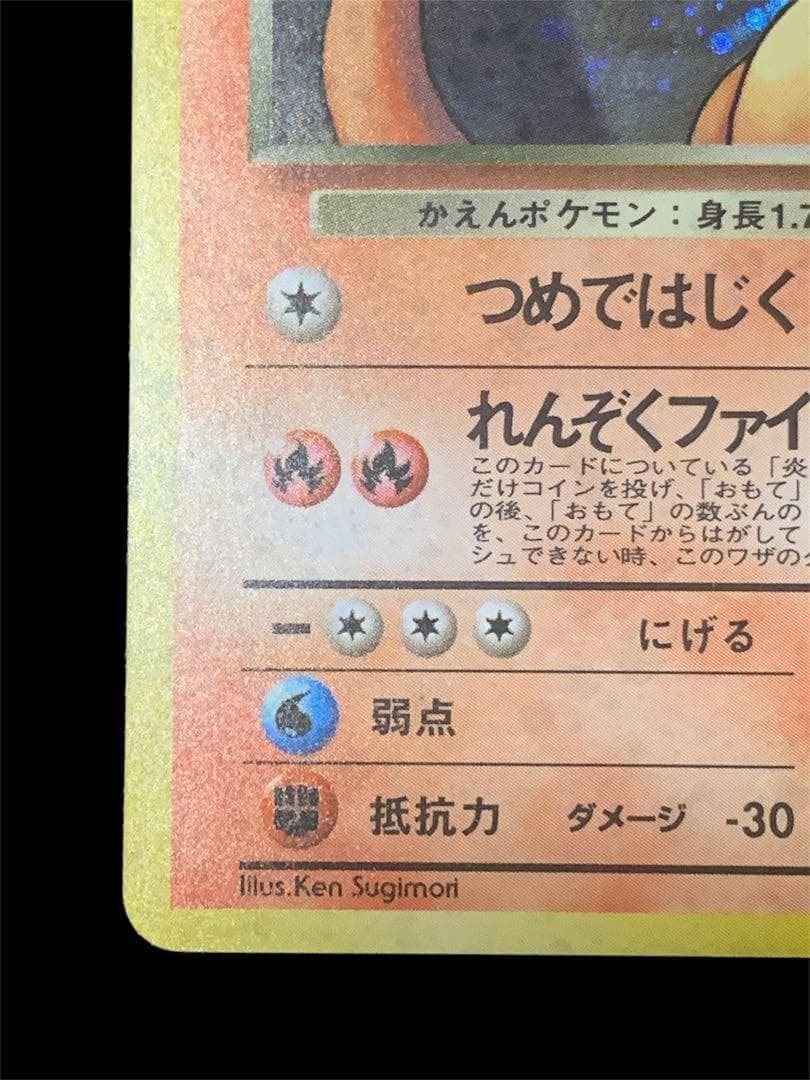 かえんポケモン：身長1.7
つめではじく
れんぞくファイ
このカードについている「炎
だけコインを投げ、「おもて」
の後、「おもて」の数ぶんの
を、このカードからはがして
シュできない時、このワザの
にげる
弱点
抵抗力 ダメージ -30
Illus.Ken Sugimori